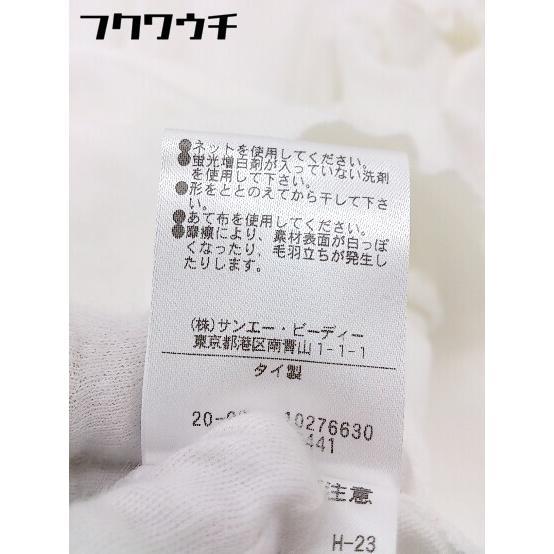 フクワウチ
●ネットを使用してください。
●蛍光増白剤が入っていない洗剤
を使用して下さい。
●形をととのえてから干して下さ
い。
●あて布を使用してください。
●摩擦により、素材表面が白っぽ
くなったり、毛羽立ちが発生し
たりします。
(株)サンエー・ビーディー
東京都港区南青山1-1-1
タイ製
10276630
441
注意
H-23